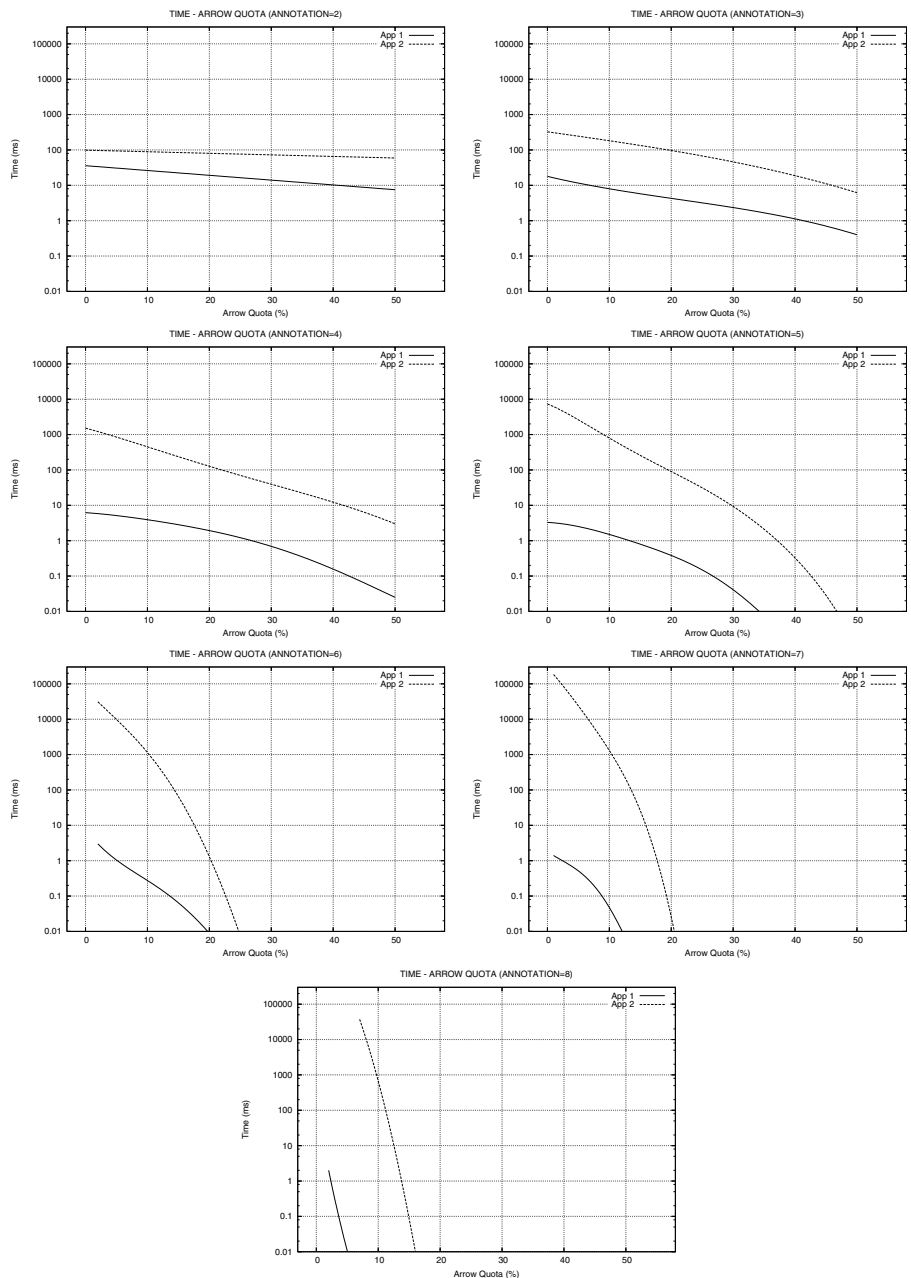 TIME - ARROW QUOTA (ANNOTATION=2)
App 1
App 2
100000
10000
1000
100
10
1
0.1
0.01
Time (ms)
0 10 20 30 40 50
Arrow Quota (%)
TIME - ARROW QUOTA (ANNOTATION=3)
App 1
App 2
100000
10000
1000
100
10
1
0.1
0.01
Time (ms)
0 10 20 30 40 50
Arrow Quota (%)
TIME - ARROW QUOTA (ANNOTATION=4)
App 1
App 2
100000
10000
1000
100
10
1
0.1
0.01
Time (ms)
0 10 20 30 40 50
Arrow Quota (%)
TIME - ARROW QUOTA (ANNOTATION=5)
App 1
App 2
100000
10000
1000
100
10
1
0.1
0.01
Time (ms)
0 10 20 30 40 50
Arrow Quota (%)
TIME - ARROW QUOTA (ANNOTATION=6)
App 1
App 2
100000
10000
1000
100
10
1
0.1
0.01
Time (ms)
0 10 20 30 40 50
Arrow Quota (%)
TIME - ARROW QUOTA (ANNOTATION=7)
App 1
App 2
100000
10000
1000
100
10
1
0.1
0.01
Time (ms)
0 10 20 30 40 50
Arrow Quota (%)
TIME - ARROW QUOTA (ANNOTATION=8)
App 1
App 2
100000
10000
1000
100
10
1
0.1
0.01
Time (ms)
0 10 20 30 40 50
Arrow Quota (%)